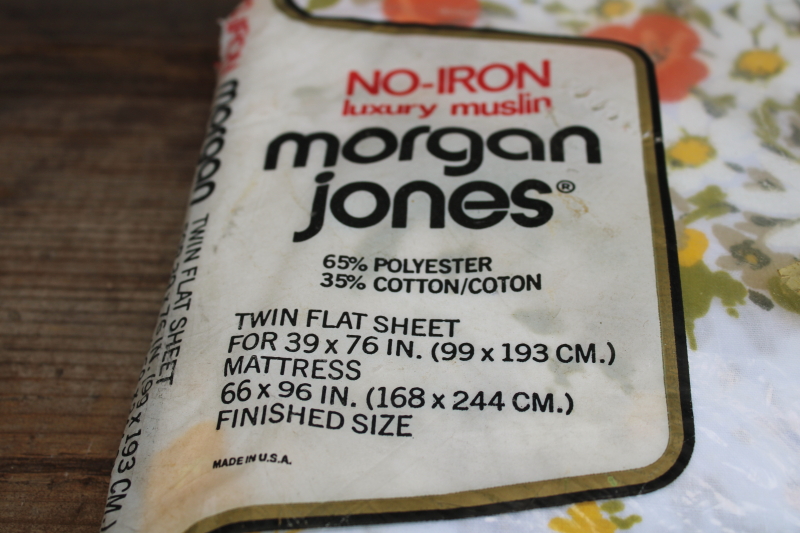 NO-IRON
luxury muslin
morgan
jones®
65% POLYESTER
35% COTTON/COTON
TWIN FLAT SHEET
FOR 39 x 76 IN. (99 x 193 CM.)
MATTRESS
66 x 96 IN. (168 x 244 CM.)
FINISHED SIZE
MADE IN U.S.A.
morgan
TWIN FLAT SHEET